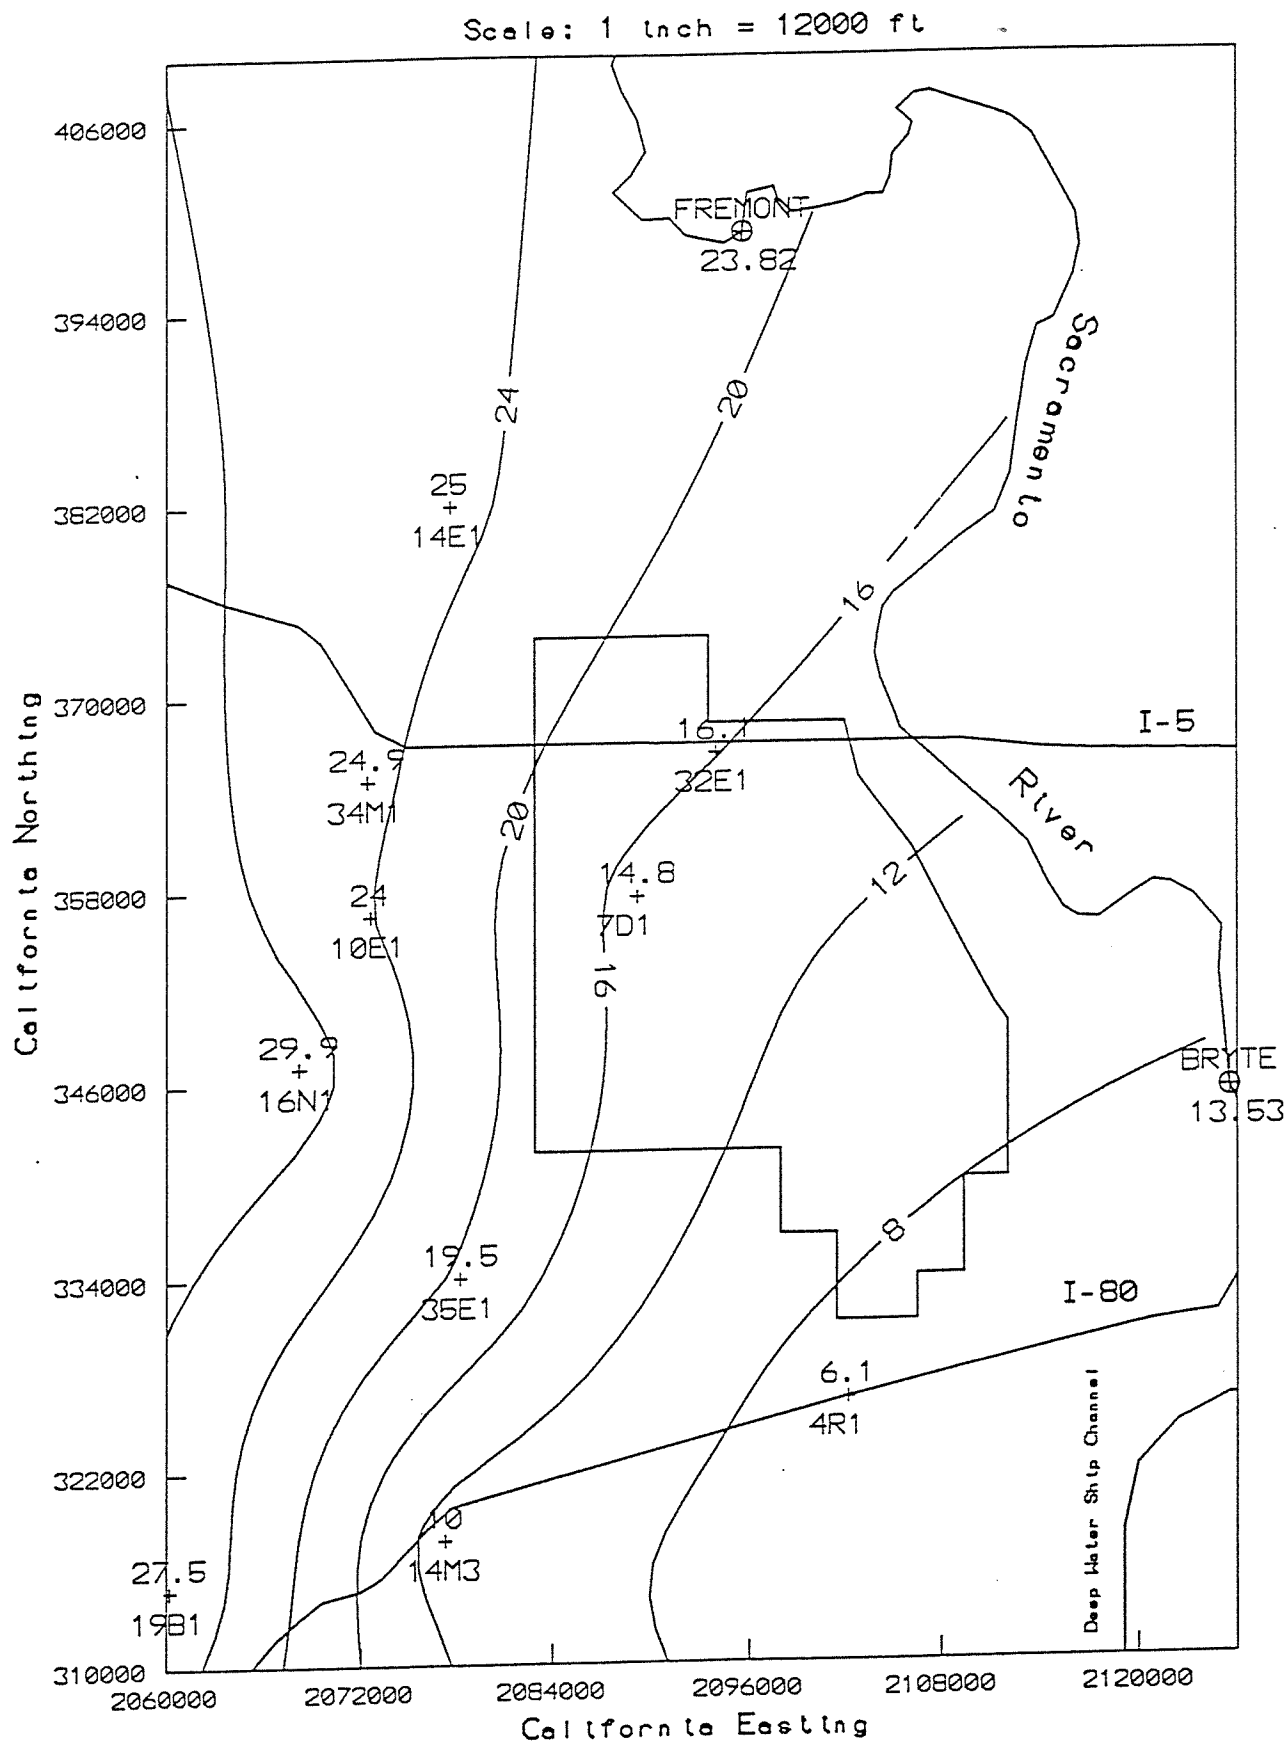 Scale: 1 inch = 12000 ft
406000
FREMONT
23.82
394000
Sacramento
24
20
25
14E1
382000
16
370000
I-5
16.1
32E1
24.9
34M1
River
20
14.8
7D1
12
358000
24
10E1
16
29.9
16N1
BRYTE
13.53
346000
8
19.5
35E1
334000
I-80
6.1
4R1
Deep Water Ship Channel
322000
10
14M3
27.5
19B1
310000
2060000
2072000
2084000
2096000
2108000
2120000
California Easting
California Northing